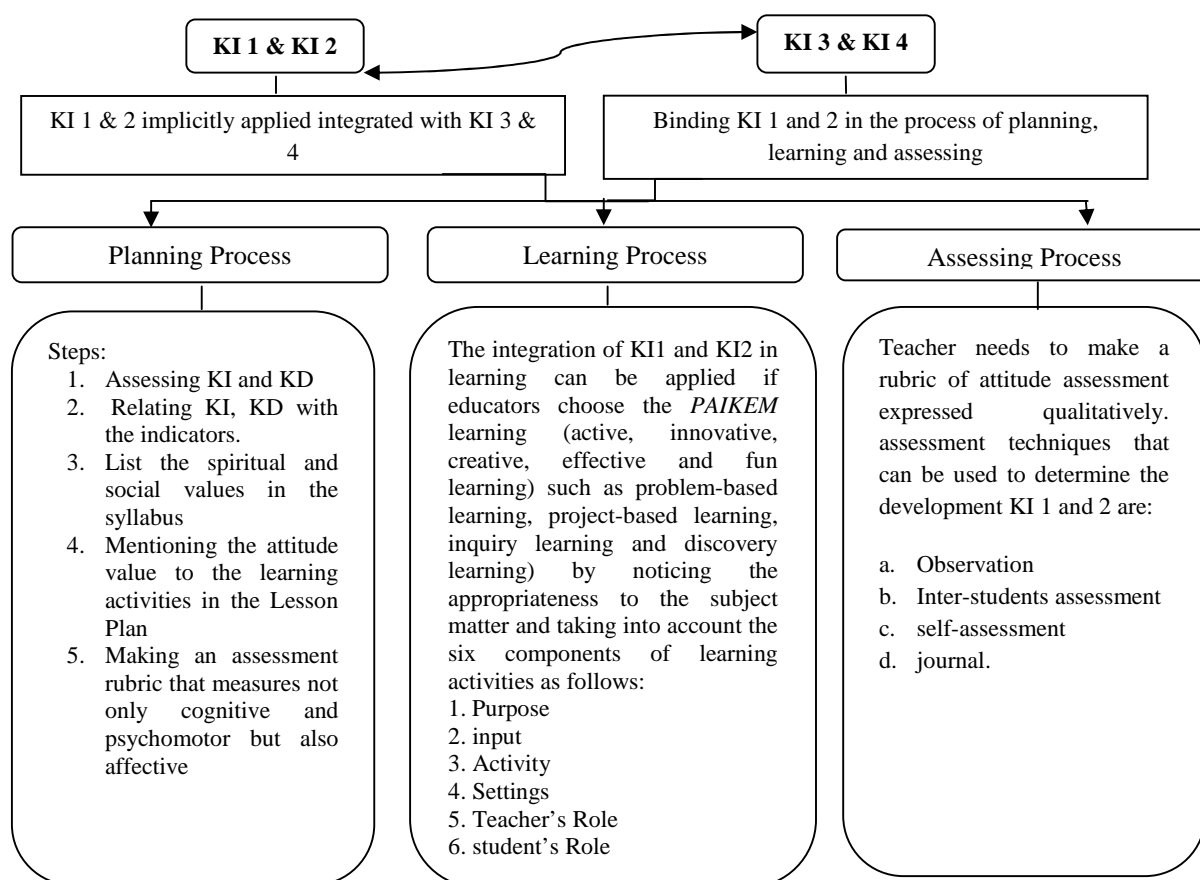 KI 1 & KI 2
KI 3 & KI 4
KI 1 & 2 implicitly applied integrated with KI 3 &
4
Binding KI 1 and 2 in the process of planning,
learning and assessing
Planning Process
Learning Process
Assessing Process
Steps:
1. Assessing KI and KD
2. Relating KI, KD with
the indicators.
3. List the spiritual and
social values in the
syllabus
4. Mentioning the attitude
value to the learning
activities in the Lesson
Plan
5. Making an assessment
rubric that measures not
only cognitive and
psychomotor but also
affective
The integration of KI1 and KI2 in
learning can be applied if
educators choose the PAIKEM
learning (active, innovative,
creative, effective and fun
learning) such as problem-based
learning, project-based learning,
inquiry learning and discovery
learning) by noticing the
appropriateness to the subject
matter and taking into account the
six components of learning
activities as follows:
1. Purpose
2. input
3. Activity
4. Settings
5. Teacher's Role
6. student's Role
Teacher needs to make a
rubric of attitude assessment
expressed qualitatively.
assessment techniques that
can be used to determine the
development KI 1 and 2 are:
a. Observation
b. Inter-students assessment
c. self-assessment
d. journal.